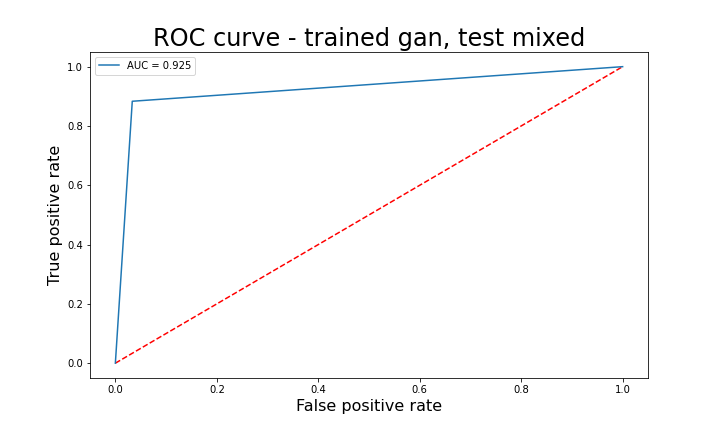 ROC curve - trained gan, test mixed
AUC = 0.925
True positive rate
1.0
0.8
0.6
0.4
0.2
0.0
0.0 0.2 0.4 0.6 0.8 1.0
False positive rate